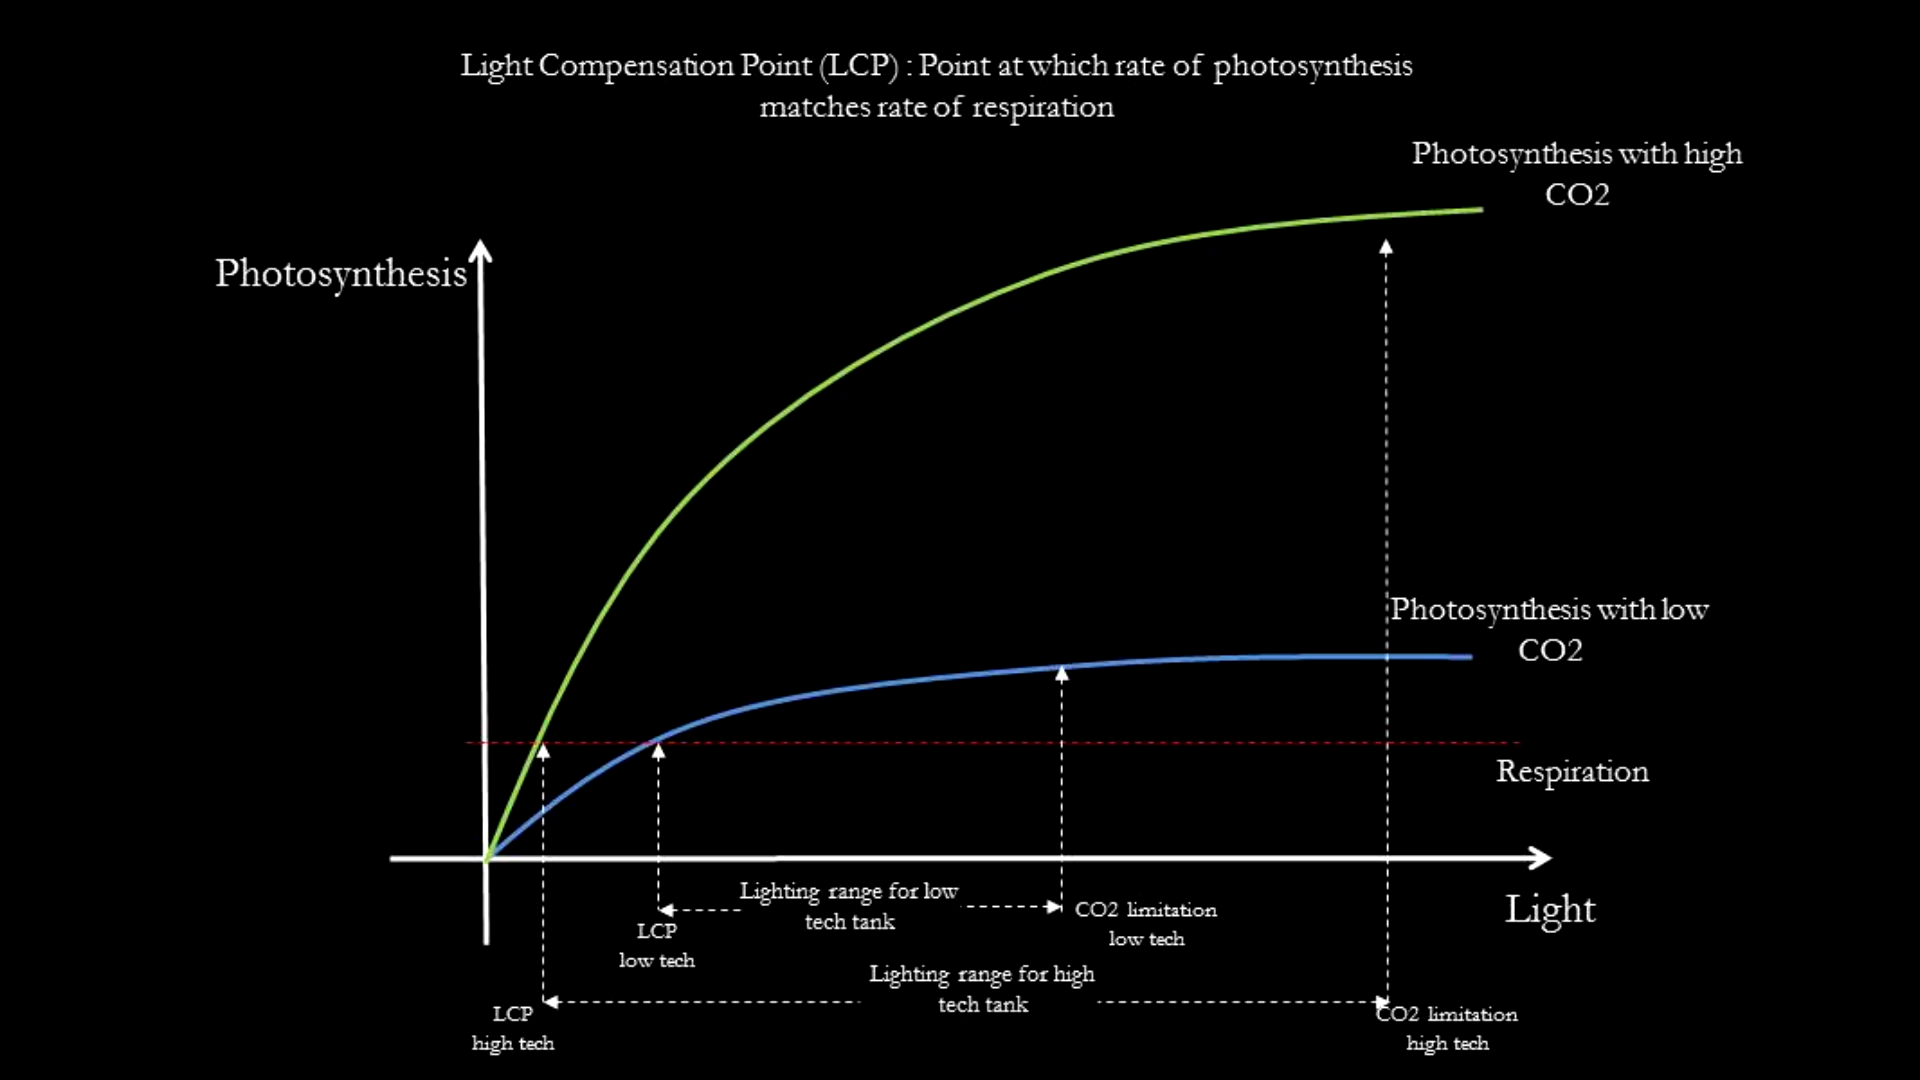 Light Compensation Point (LCP) : Point at which rate of photosynthesis
matches rate of respiration
Photosynthesis with high
CO2
Photosynthesis
Photosynthesis with low
CO2
Respiration
Light
Lighting range for low
tech tank
CO2 limitation
low tech
LCP
low tech
Lighting range for high
tech tank
LCP
high tech
CO2 limitation
high tech